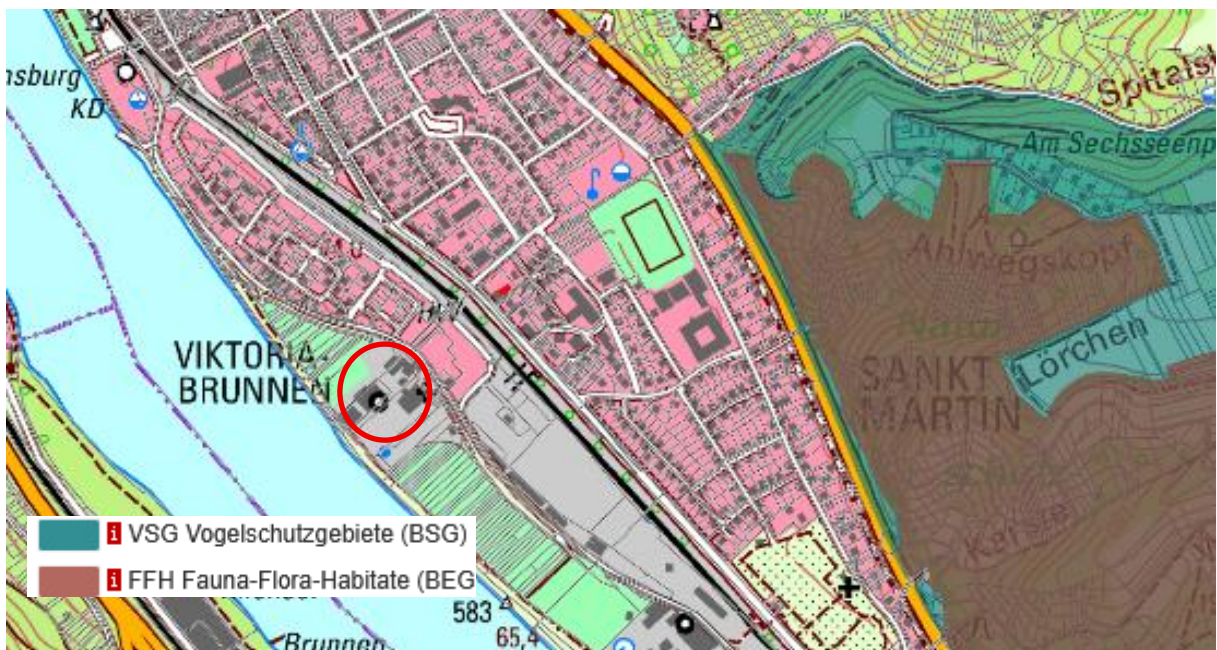 nsburg
KD
Spitals
Am Sechsseenp
Ahlwegskopf
VIKTORIA-
BRUNNEN
Lörchen
SANKT
MARTIN
i VSG Vogelschutzgebiete (BSG)
i FFH Fauna-Flora-Habitate (BEG
583
65,4
Brunnen